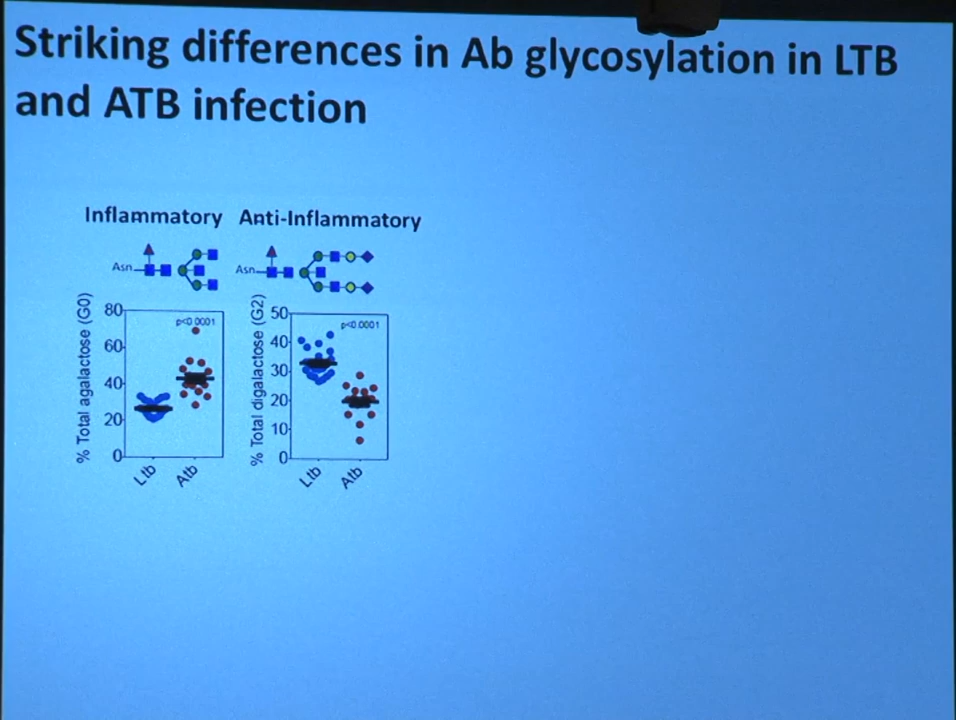 Striking differences in Ab glycosylation in LTB
and ATB infection
Inflammatory
Anti-Inflammatory
Asn
Asn
% Total agalactose (G0)
80
60
40
20
0
p<0.0001
Ltb
Atb
% Total digalactose (G2)
50
40
30
20
10
0
p<0.0001
Ltb
Atb